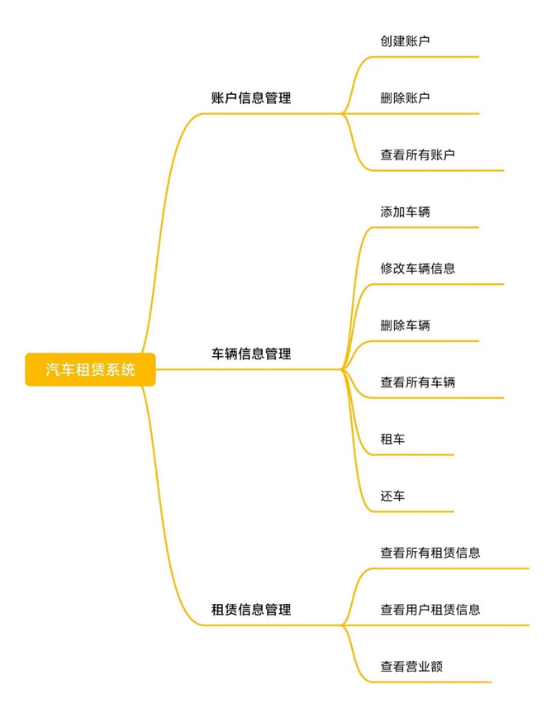 汽车租赁系统
账户信息管理
创建账户
删除账户
查看所有账户
车辆信息管理
添加车辆
修改车辆信息
删除车辆
查看所有车辆
租车
还车
租赁信息管理
查看所有租赁信息
查看用户租赁信息
查看营业额